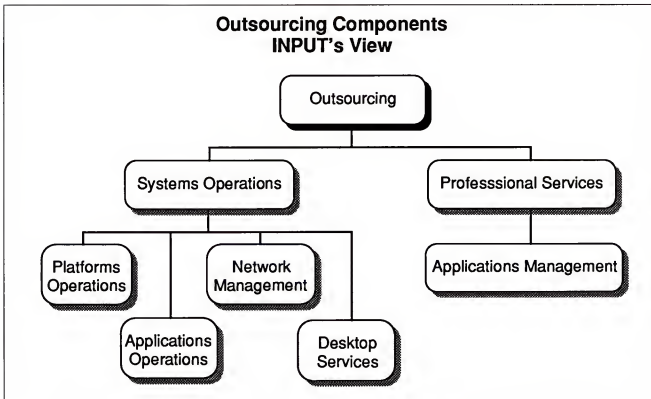 Outsourcing Components
INPUT's View
Outsourcing
Systems Operations
Professsional Services
Platforms
Operations
Network
Management
Applications Management
Applications
Operations
Desktop
Services